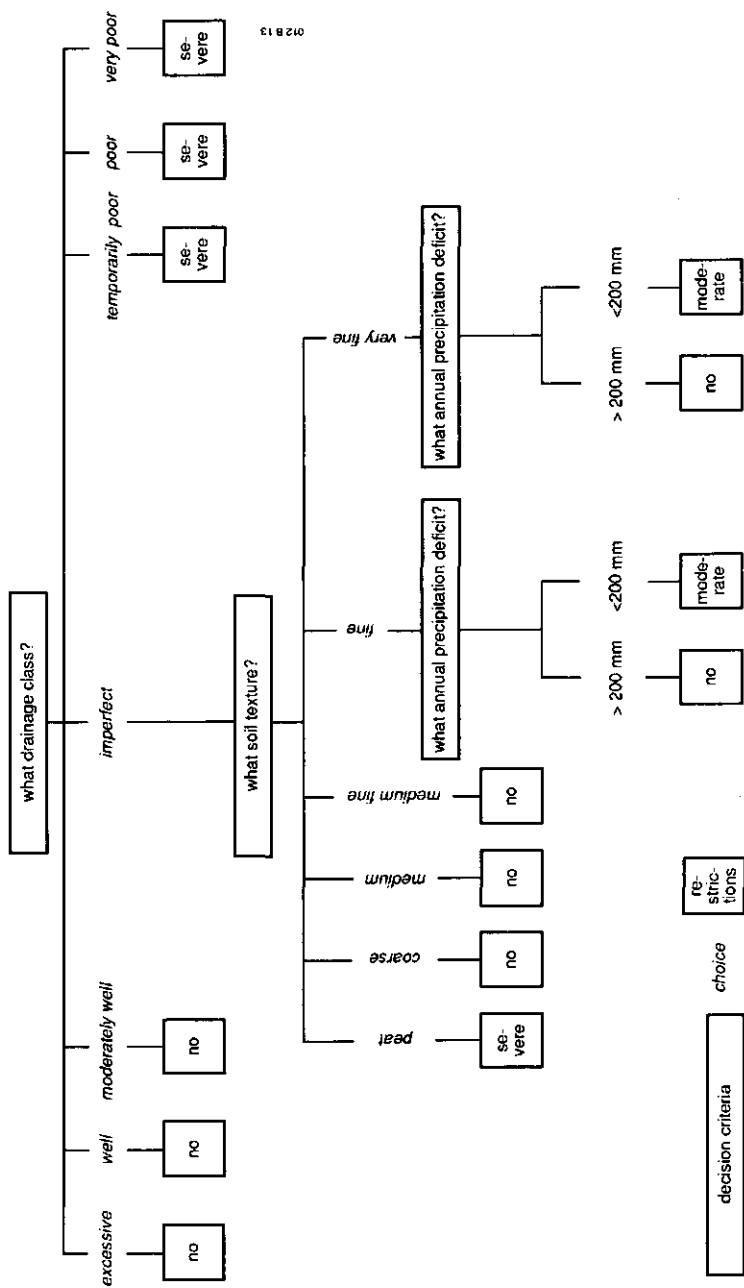 what drainage class?
excessive
well
moderately well
imperfect
temporarily poor
poor
very poor
no
no
no
se-
vere
se-
vere
se-
vere
012 B 13
what soil texture?
peat
coarse
medium
medium fine
fine
very fine
se-
vere
no
no
no
what annual precipitation deficit?
what annual precipitation deficit?
> 200 mm
<200 mm
> 200 mm
<200 mm
no
mode-
rate
no
mode-
rate
decision criteria
choice
re-
stric-
tions